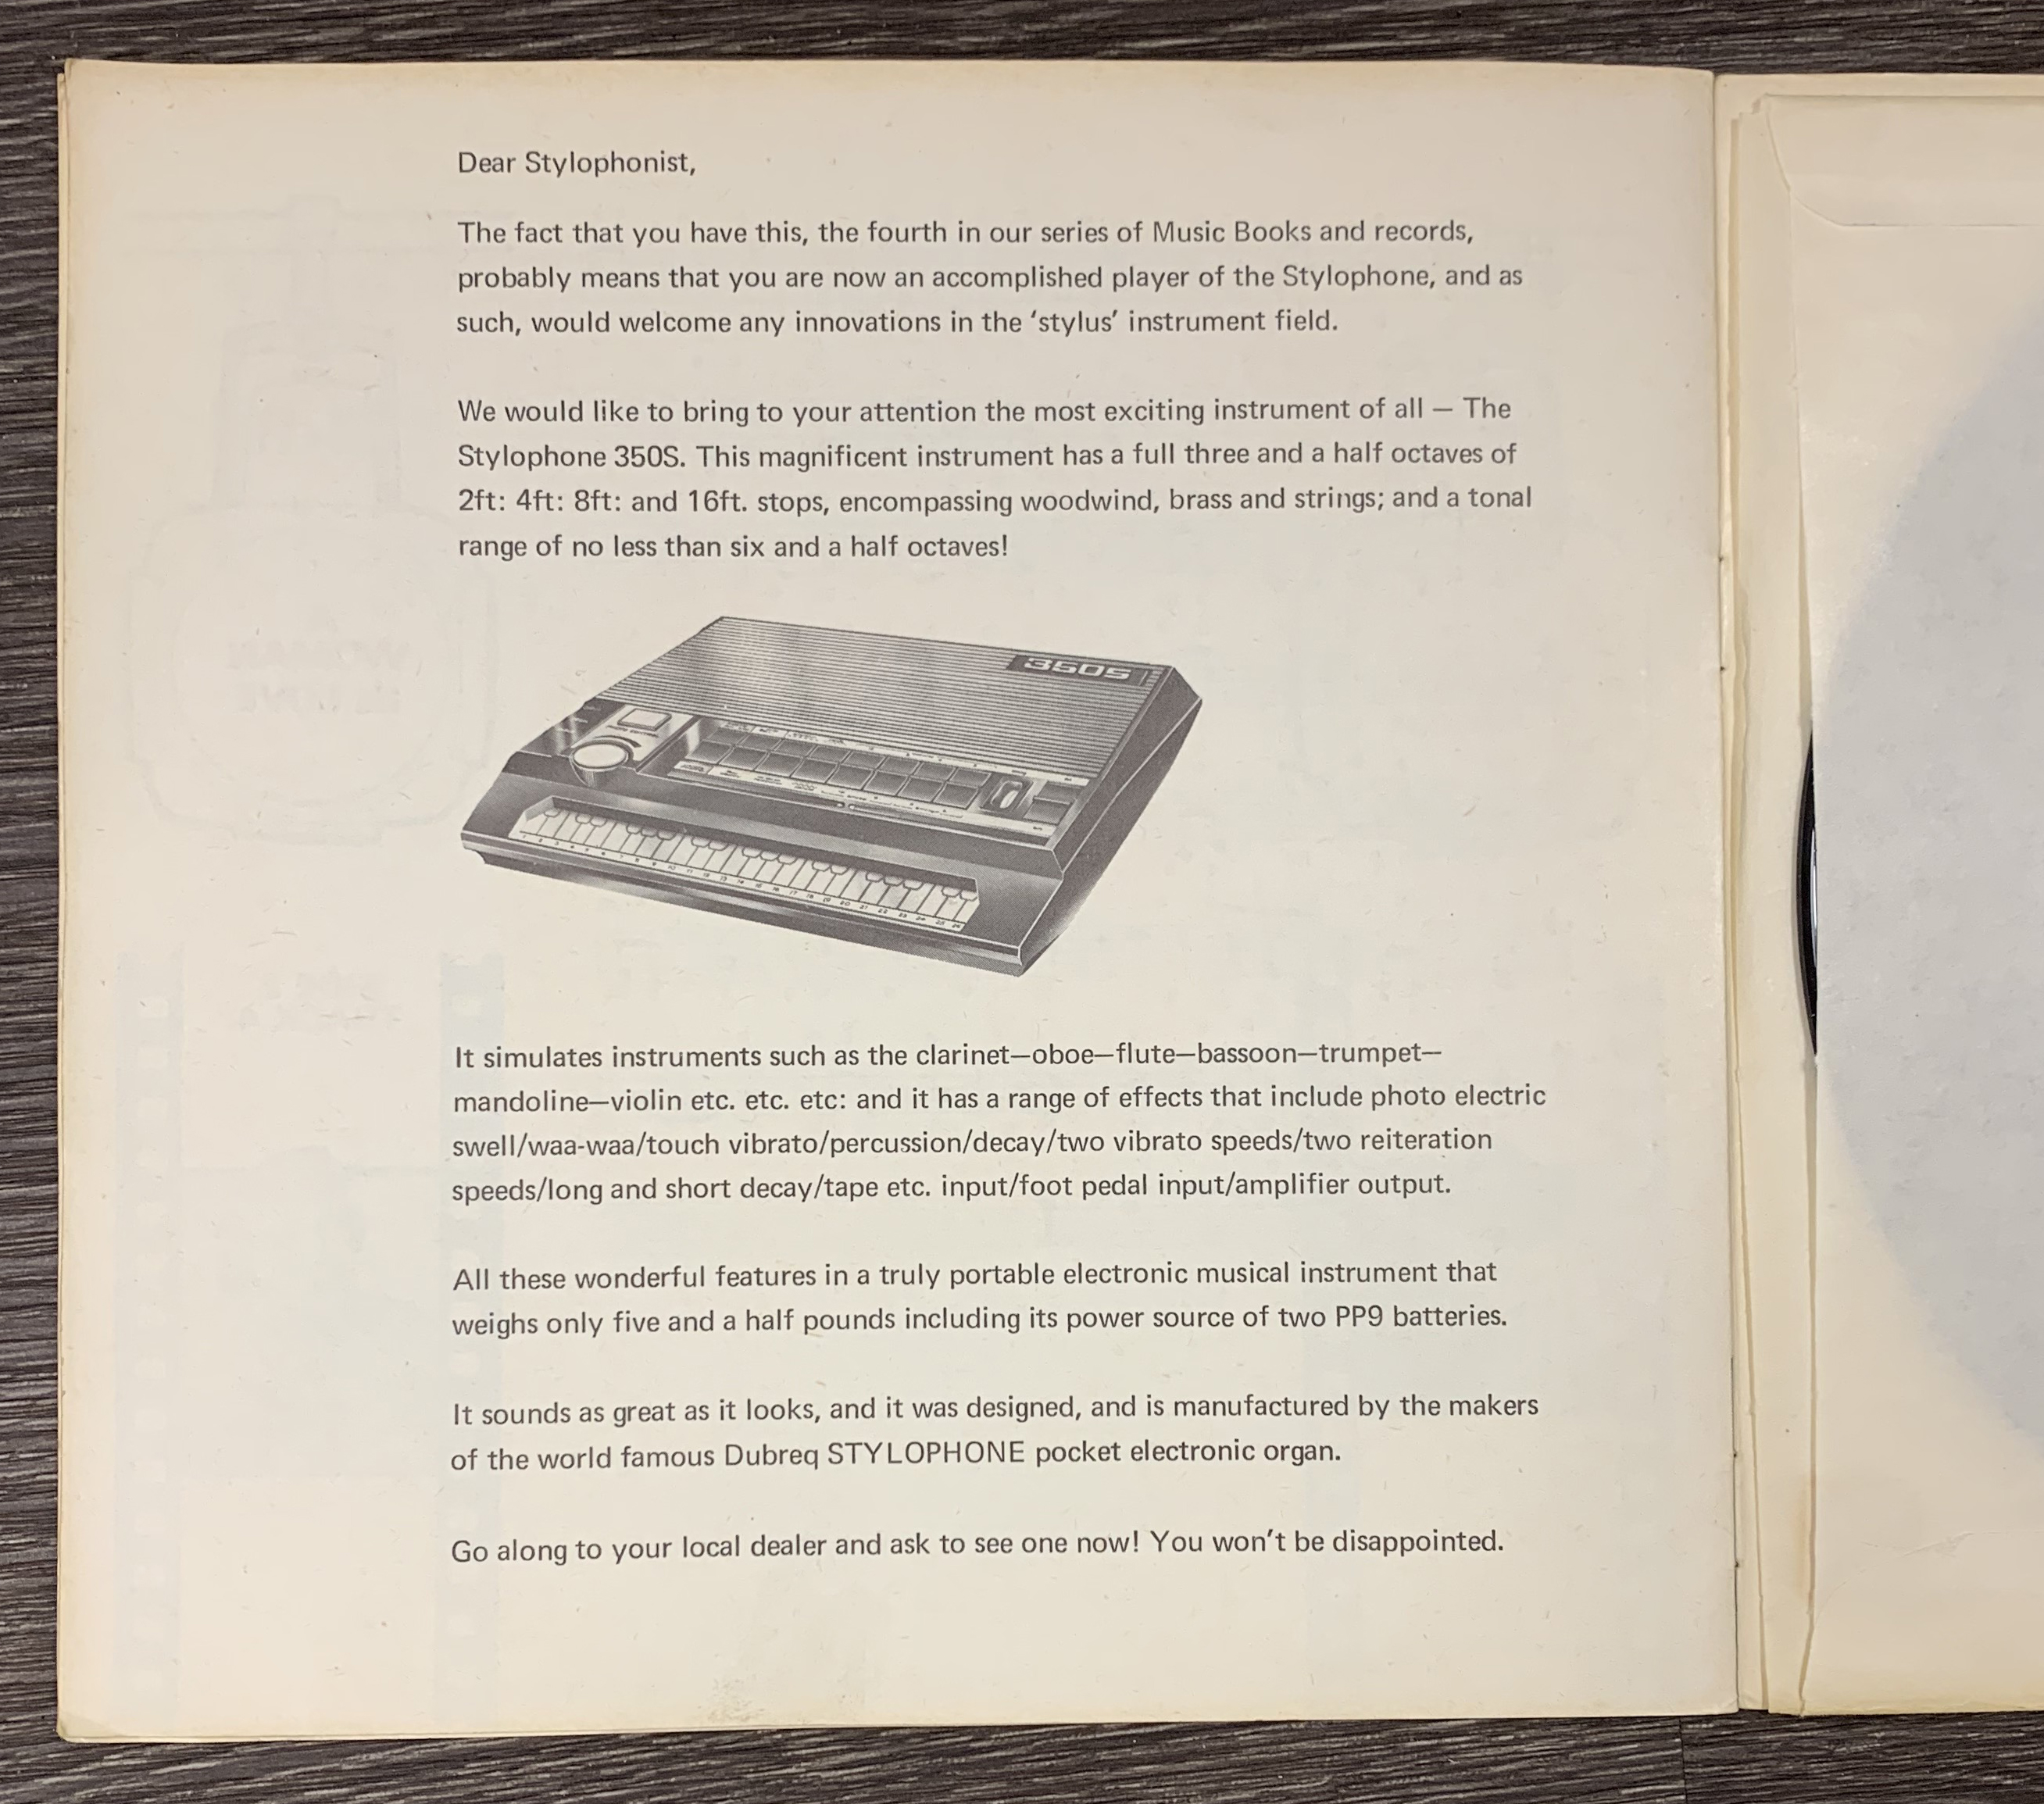 Dear Stylophonist,
The fact that you have this, the fourth in our series of Music Books and records,
probably means that you are now an accomplished player of the Stylophone, and as
such, would welcome any innovations in the ‘stylus’ instrument field.
We would like to bring to your attention the most exciting instrument of all — The
Stylophone 350S. This magnificent instrument has a full three and a half octaves of
2ft: 4ft: 8ft: and 16ft. stops, encompassing woodwind, brass and strings; and a tonal
range of no less than six and a half octaves!
350S
It simulates instruments such as the clarinet—oboe—flute—bassoon—trumpet—
mandoline—violin etc. etc. etc: and it has a range of effects that include photo electric
swell/waa-waa/touch vibrato/percussion/decay/two vibrato speeds/two reiteration
speeds/long and short decay/tape etc. input/foot pedal input/amplifier output.
All these wonderful features in a truly portable electronic musical instrument that
weighs only five and a half pounds including its power source of two PP9 batteries.
It sounds as great as it looks, and it was designed, and is manufactured by the makers
of the world famous Dubreq STYLOPHONE pocket electronic organ.
Go along to your local dealer and ask to see one now! You won’t be disappointed.